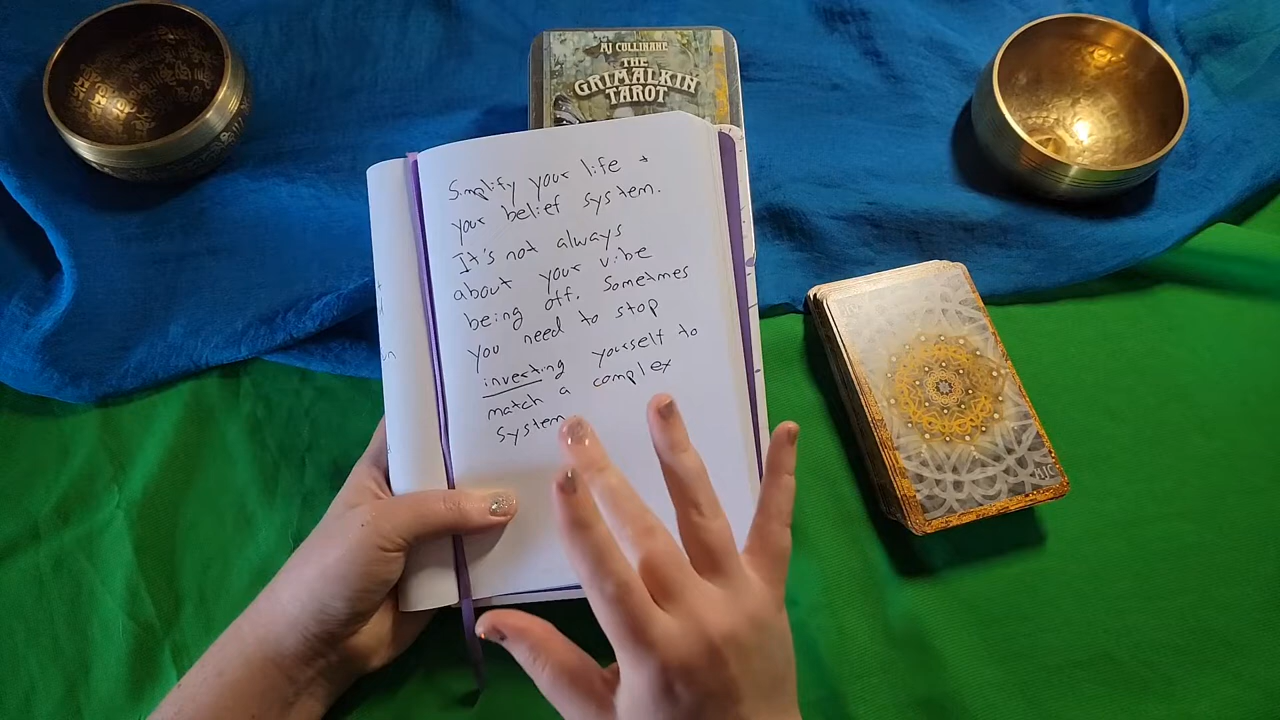 AJ CULLINANE
THE
GRIMALKIN
TAROT
Simplify your life +
your belief system.
It's not always
about your vibe
being off. Sometimes
you need to stop
investing yourself to
match a complex
system
AJC